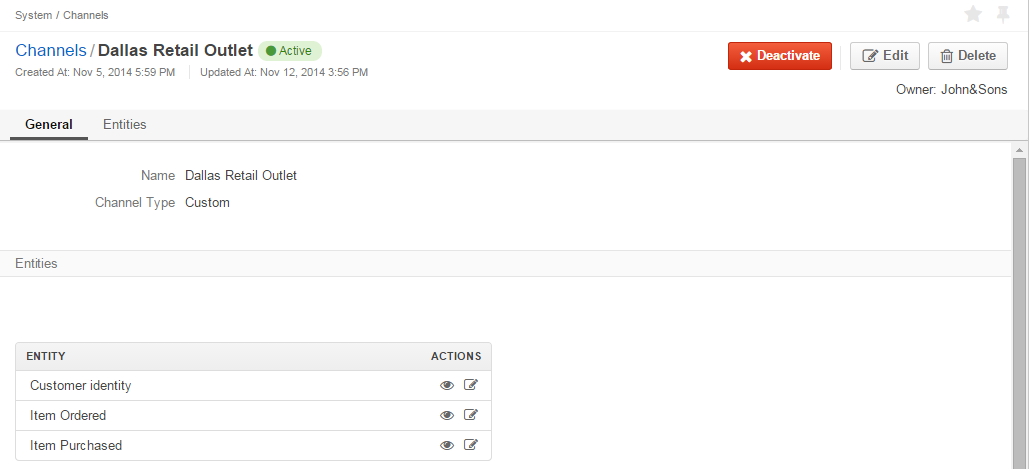 System / Channels
Channels / Dallas Retail Outlet Active
Created At: Nov 5, 2014 5:59 PM Updated At: Nov 12, 2014 3:56 PM
Deactivate Edit Delete
Owner: John&Sons
General Entities
Name Dallas Retail Outlet
Channel Type Custom
Entities
ENTITY ACTIONS
Customer identity
Item Ordered
Item Purchased